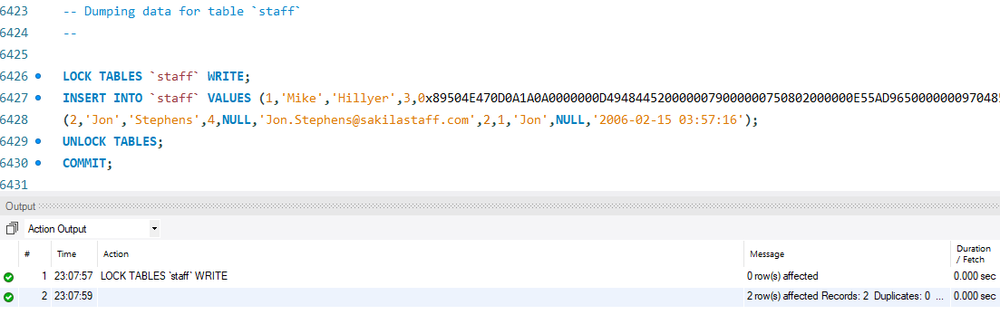 6423 -- Dumping data for table `staff`
6424 --
6425
6426 LOCK TABLES `staff` WRITE;
6427 INSERT INTO `staff` VALUES (1,'Mike','Hillyer',3,0x89504E470D0A1A0A0000000D4948445200000079000000750802000000E55AD965000000097048
6428 (2,'Jon','Stephens',4,NULL,'Jon.Stephens@sakilastaff.com',2,1,'Jon',NULL,'2006-02-15 03:57:16');
6429 UNLOCK TABLES;
6430 COMMIT;
6431
Output
Action Output
# Time Action Message Duration / Fetch
1 23:07:57 LOCK TABLES `staff` WRITE 0 row(s) affected 0.000 sec
2 23:07:59 2 row(s) affected Records: 2 Duplicates: 0 ... 0.000 sec